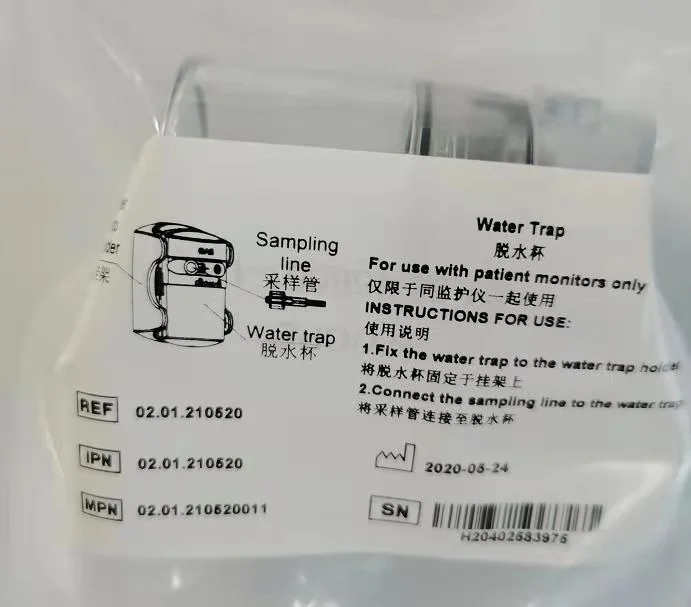 Water Trap
脱水杯
For use with patient monitors only
仅限于同监护仪一起使用
INSTRUCTIONS FOR USE:
使用说明
1.Fix the water trap to the water trap holder
将脱水杯固定于挂架上
2.Connect the sampling line to the water trap
将采样管连接至脱水杯
GAS
Sampling
line
采样管
Water trap
脱水杯
架
REF 02.01.210520
IPN 02.01.210520
MPN 02.01.210520011
2020-05-24
SN
H20402583975